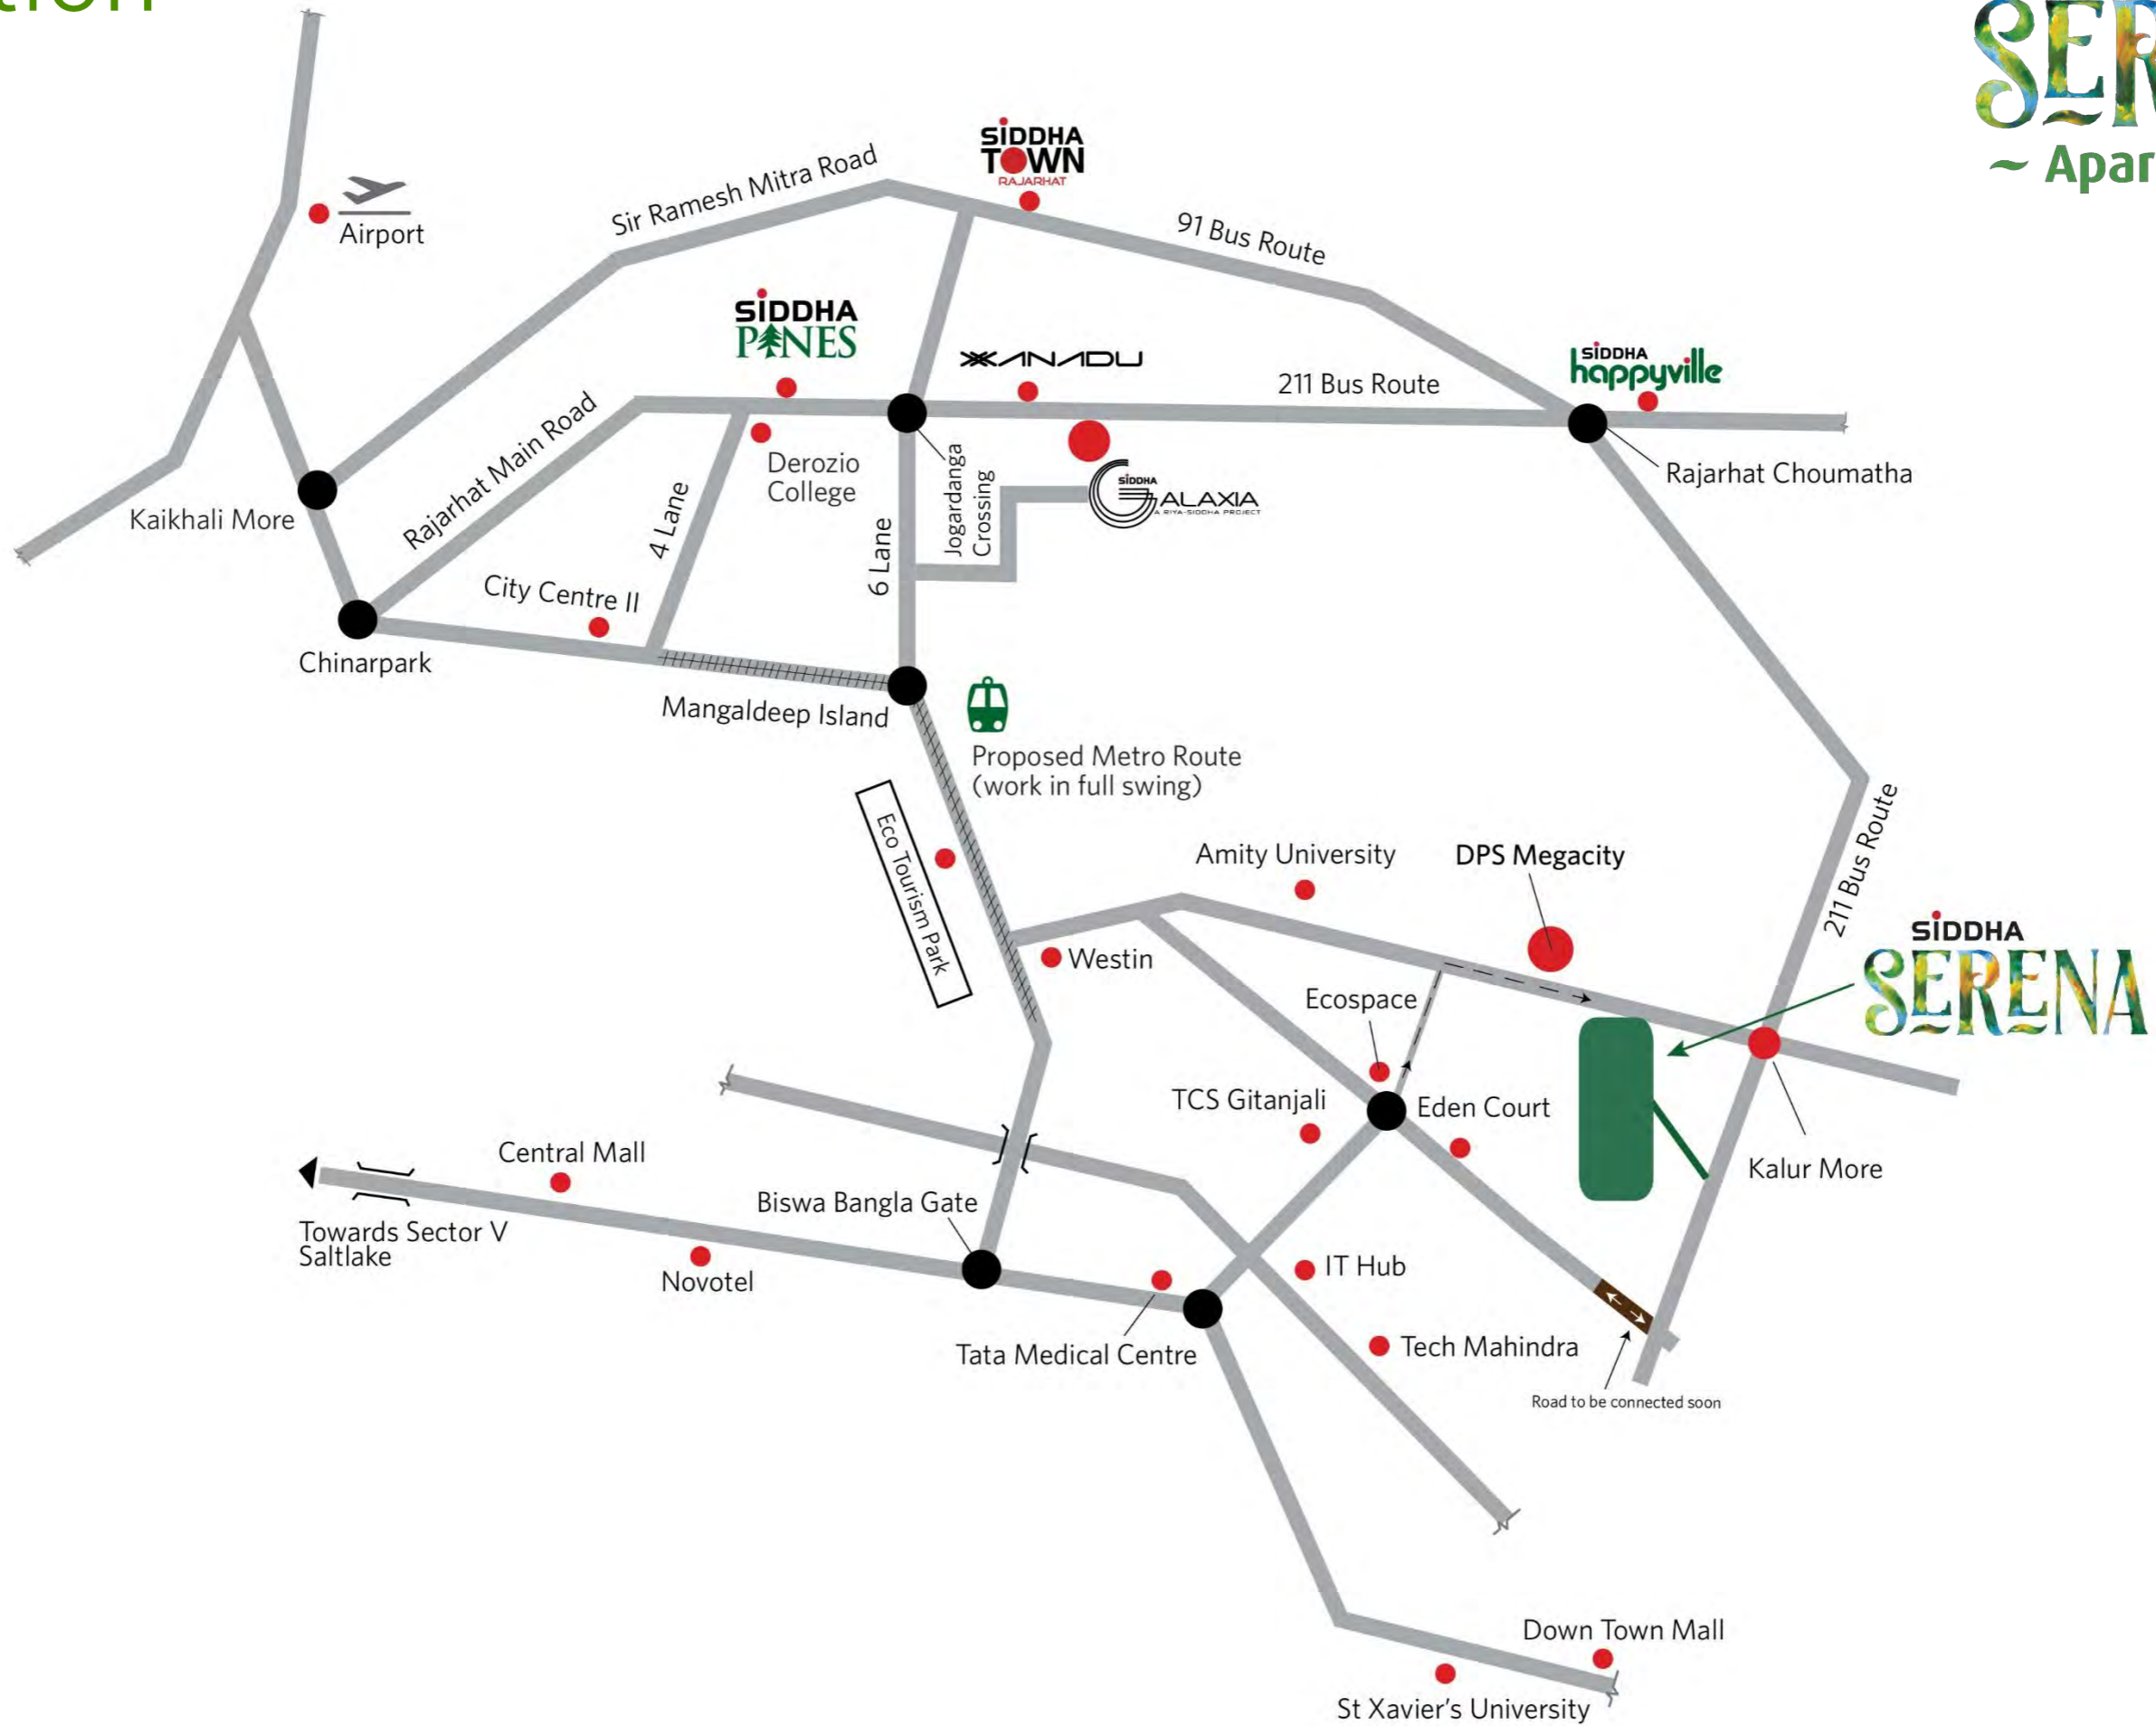 SIDDHA
TOWN
RAJARHAT
Sir Ramesh Mitra Road
91 Bus Route
Airport
SIDDHA
PINES
XANADU
211 Bus Route
SIDDHA
happyville
Rajarhat Main Road
Derozio
College
4 Lane
6 Lane
Jogardanga
Crossing
SIDDHA
GALAXIA
A RIYA-SIDDHA PROJECT
Rajarhat Choumatha
Kaikhali More
City Centre II
Chinarpark
Mangaldeep Island
Proposed Metro Route
(work in full swing)
Eco Tourism Park
Amity University
DPS Megacity
211 Bus Route
SIDDHA
SERENA
Westin
Ecospace
TCS Gitanjali
Eden Court
Kalur More
Central Mall
Biswa Bangla Gate
Towards Sector V
Saltlake
Novotel
IT Hub
Tata Medical Centre
Tech Mahindra
Road to be connected soon
Down Town Mall
St Xavier's University